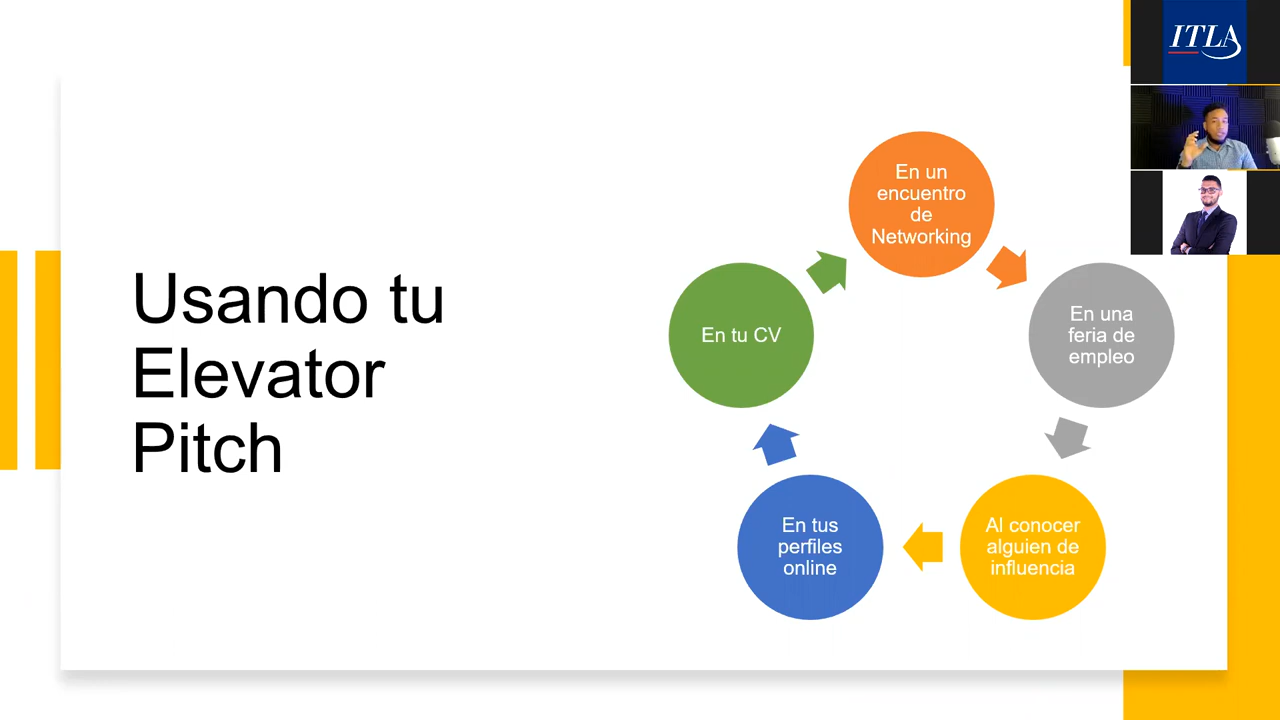 ITLA
Usando tu
Elevator
Pitch
En un
encuentro
de
Networking
En una
feria de
empleo
Al conocer
alguien de
influencia
En tus
perfiles
online
En tu CV